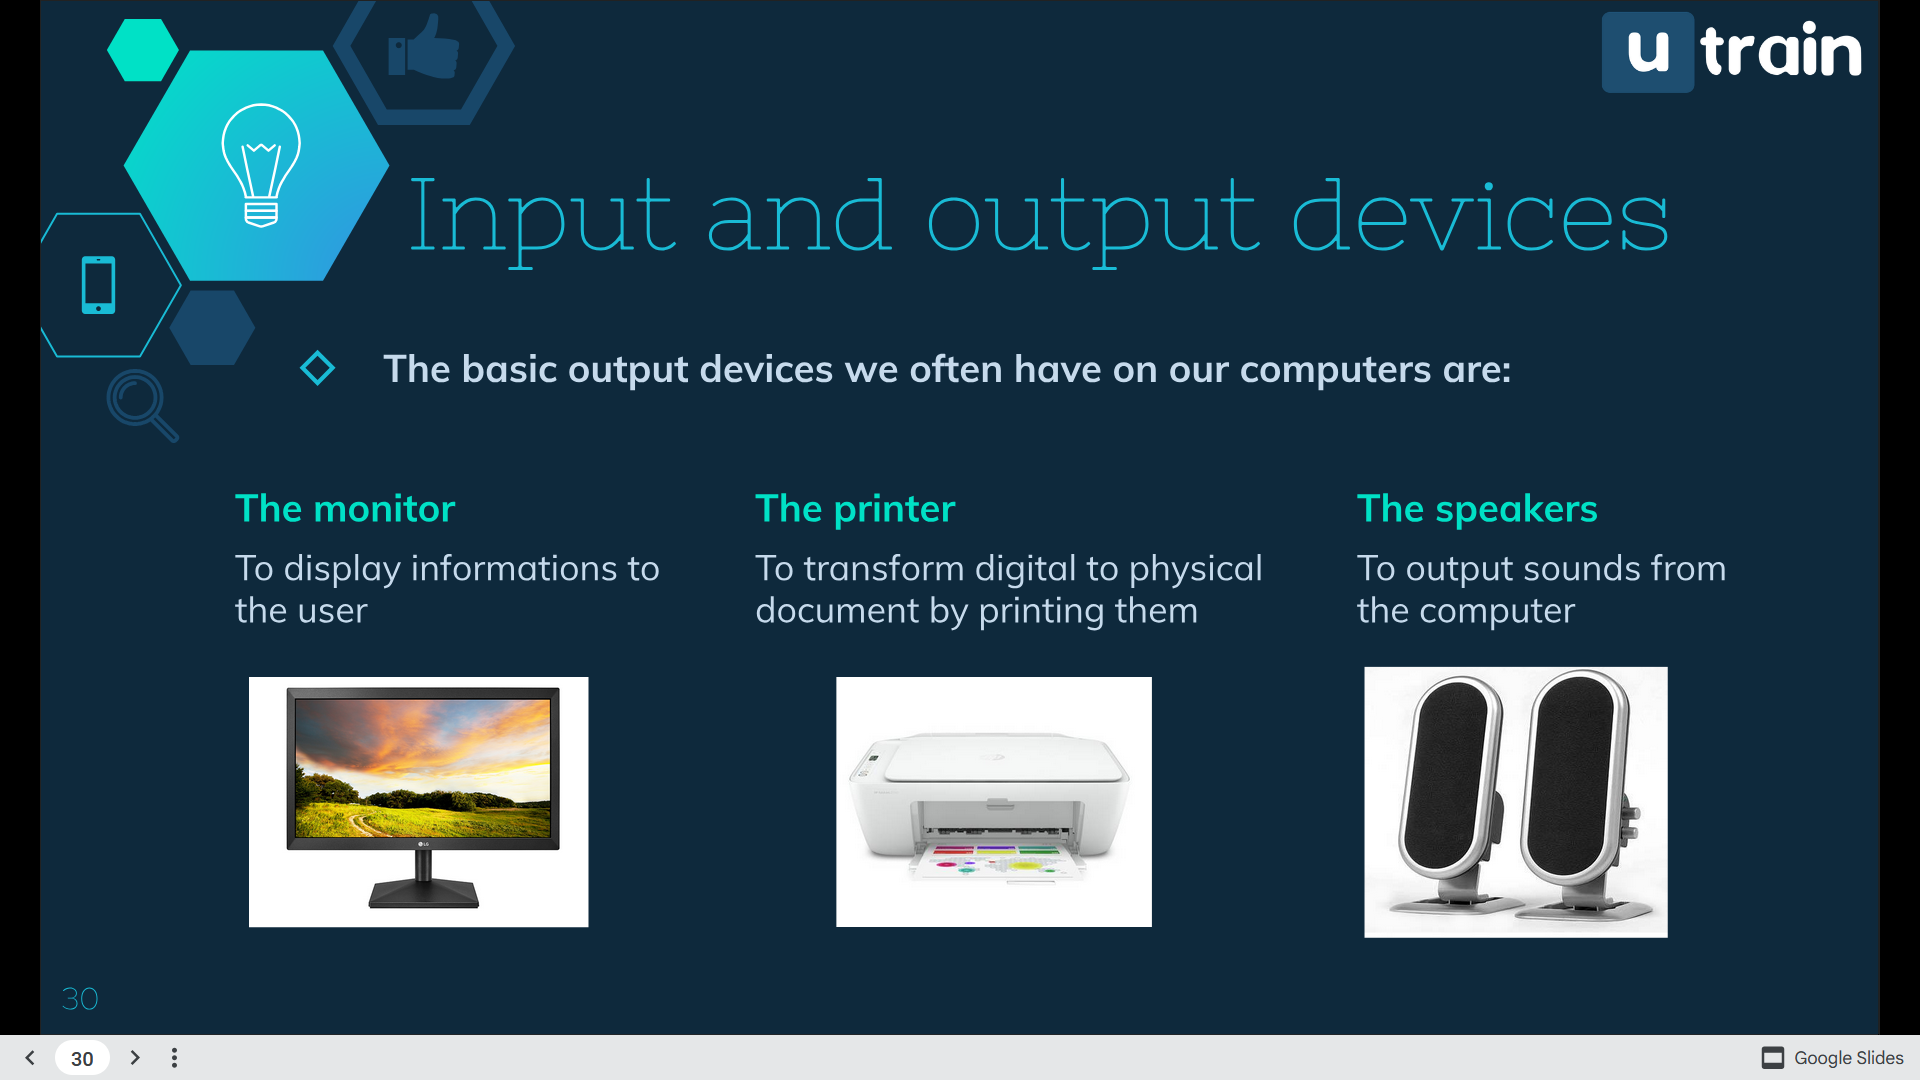 u train
Input and output devices
The basic output devices we often have on our computers are:
The monitor
To display informations to
the user
The printer
To transform digital to physical
document by printing them
The speakers
To output sounds from
the computer
LG
30
30
Google Slides